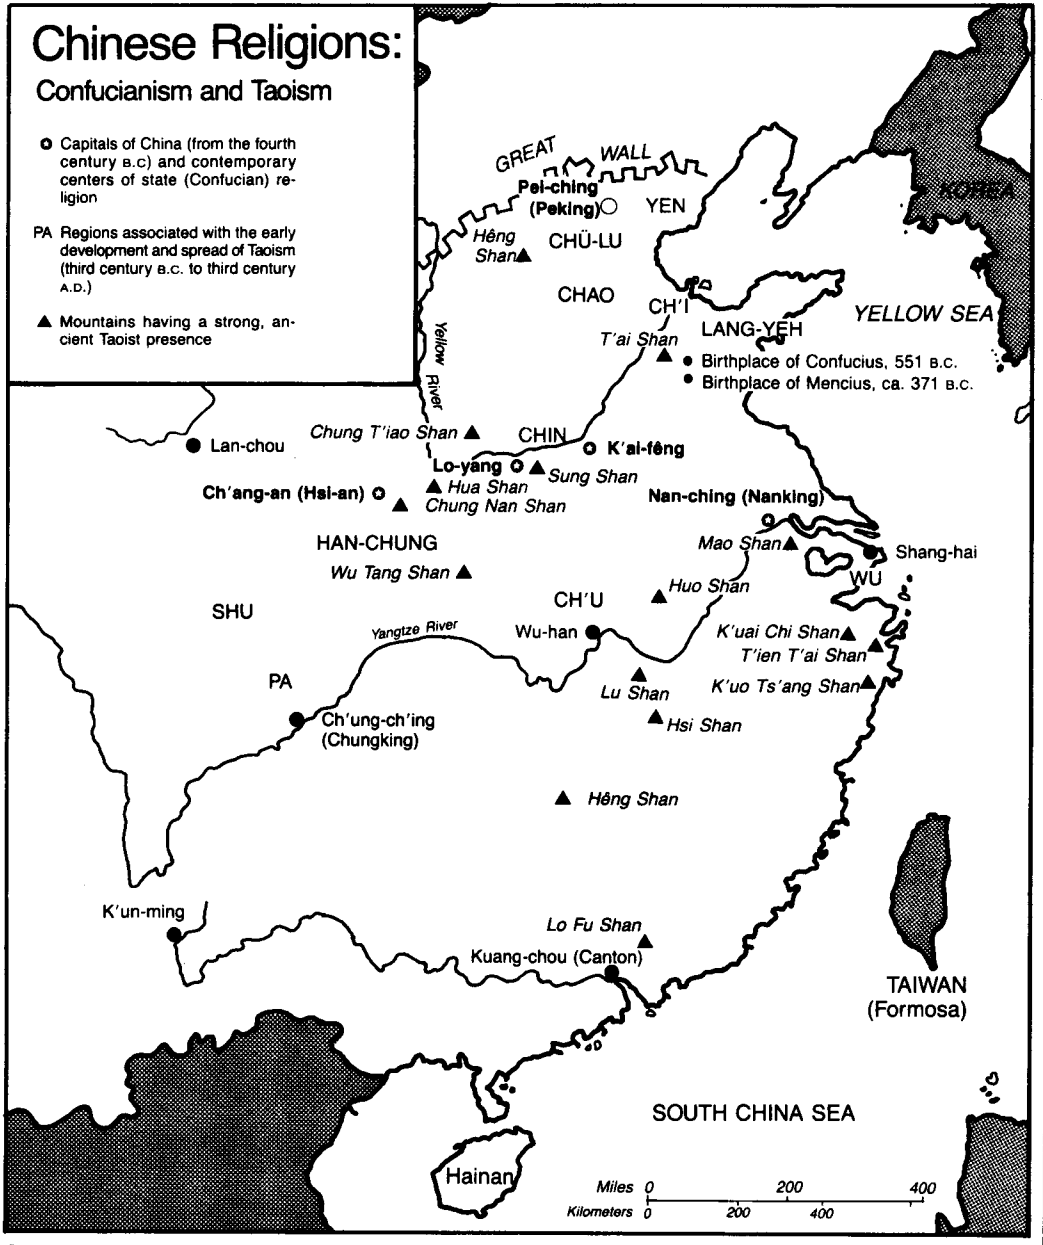 Chinese Religions:
Confucianism and Taoism
Capitals of China (from the fourth
century B.C) and contemporary
centers of state (Confucian) re-
ligion
PA Regions associated with the early
development and spread of Taoism
(third century B.C. to third century
A.D.)
Mountains having a strong, an-
cient Taoist presence
GREAT WALL
Pei-ching
(Peking)
YEN
KOREA
Hêng
Shan
CHÜ-LU
CHAO
CH'I
YELLOW SEA
LANG-YEH
T'ai Shan
Yellow River
Birthplace of Confucius, 551 B.C.
Birthplace of Mencius, ca. 371 B.C.
Lan-chou
Chung T'iao Shan
CHIN
K'ai-fêng
Lo-yang
Sung Shan
Hua Shan
Ch'ang-an (Hsi-an)
Chung Nan Shan
Nan-ching (Nanking)
HAN-CHUNG
Mao Shan
Shang-hai
Wu Tang Shan
WU
Huo Shan
CH'U
SHU
Yangtze River
Wu-han
K'uai Chi Shan
T'ien T'ai Shan
PA
Lu Shan
K'uo Ts'ang Shan
Ch'ung-ch'ing
(Chungking)
Hsi Shan
Hêng Shan
K'un-ming
Lo Fu Shan
Kuang-chou (Canton)
TAIWAN
(Formosa)
SOUTH CHINA SEA
Hainan
Miles 0 200 400
Kilometers 0 200 400